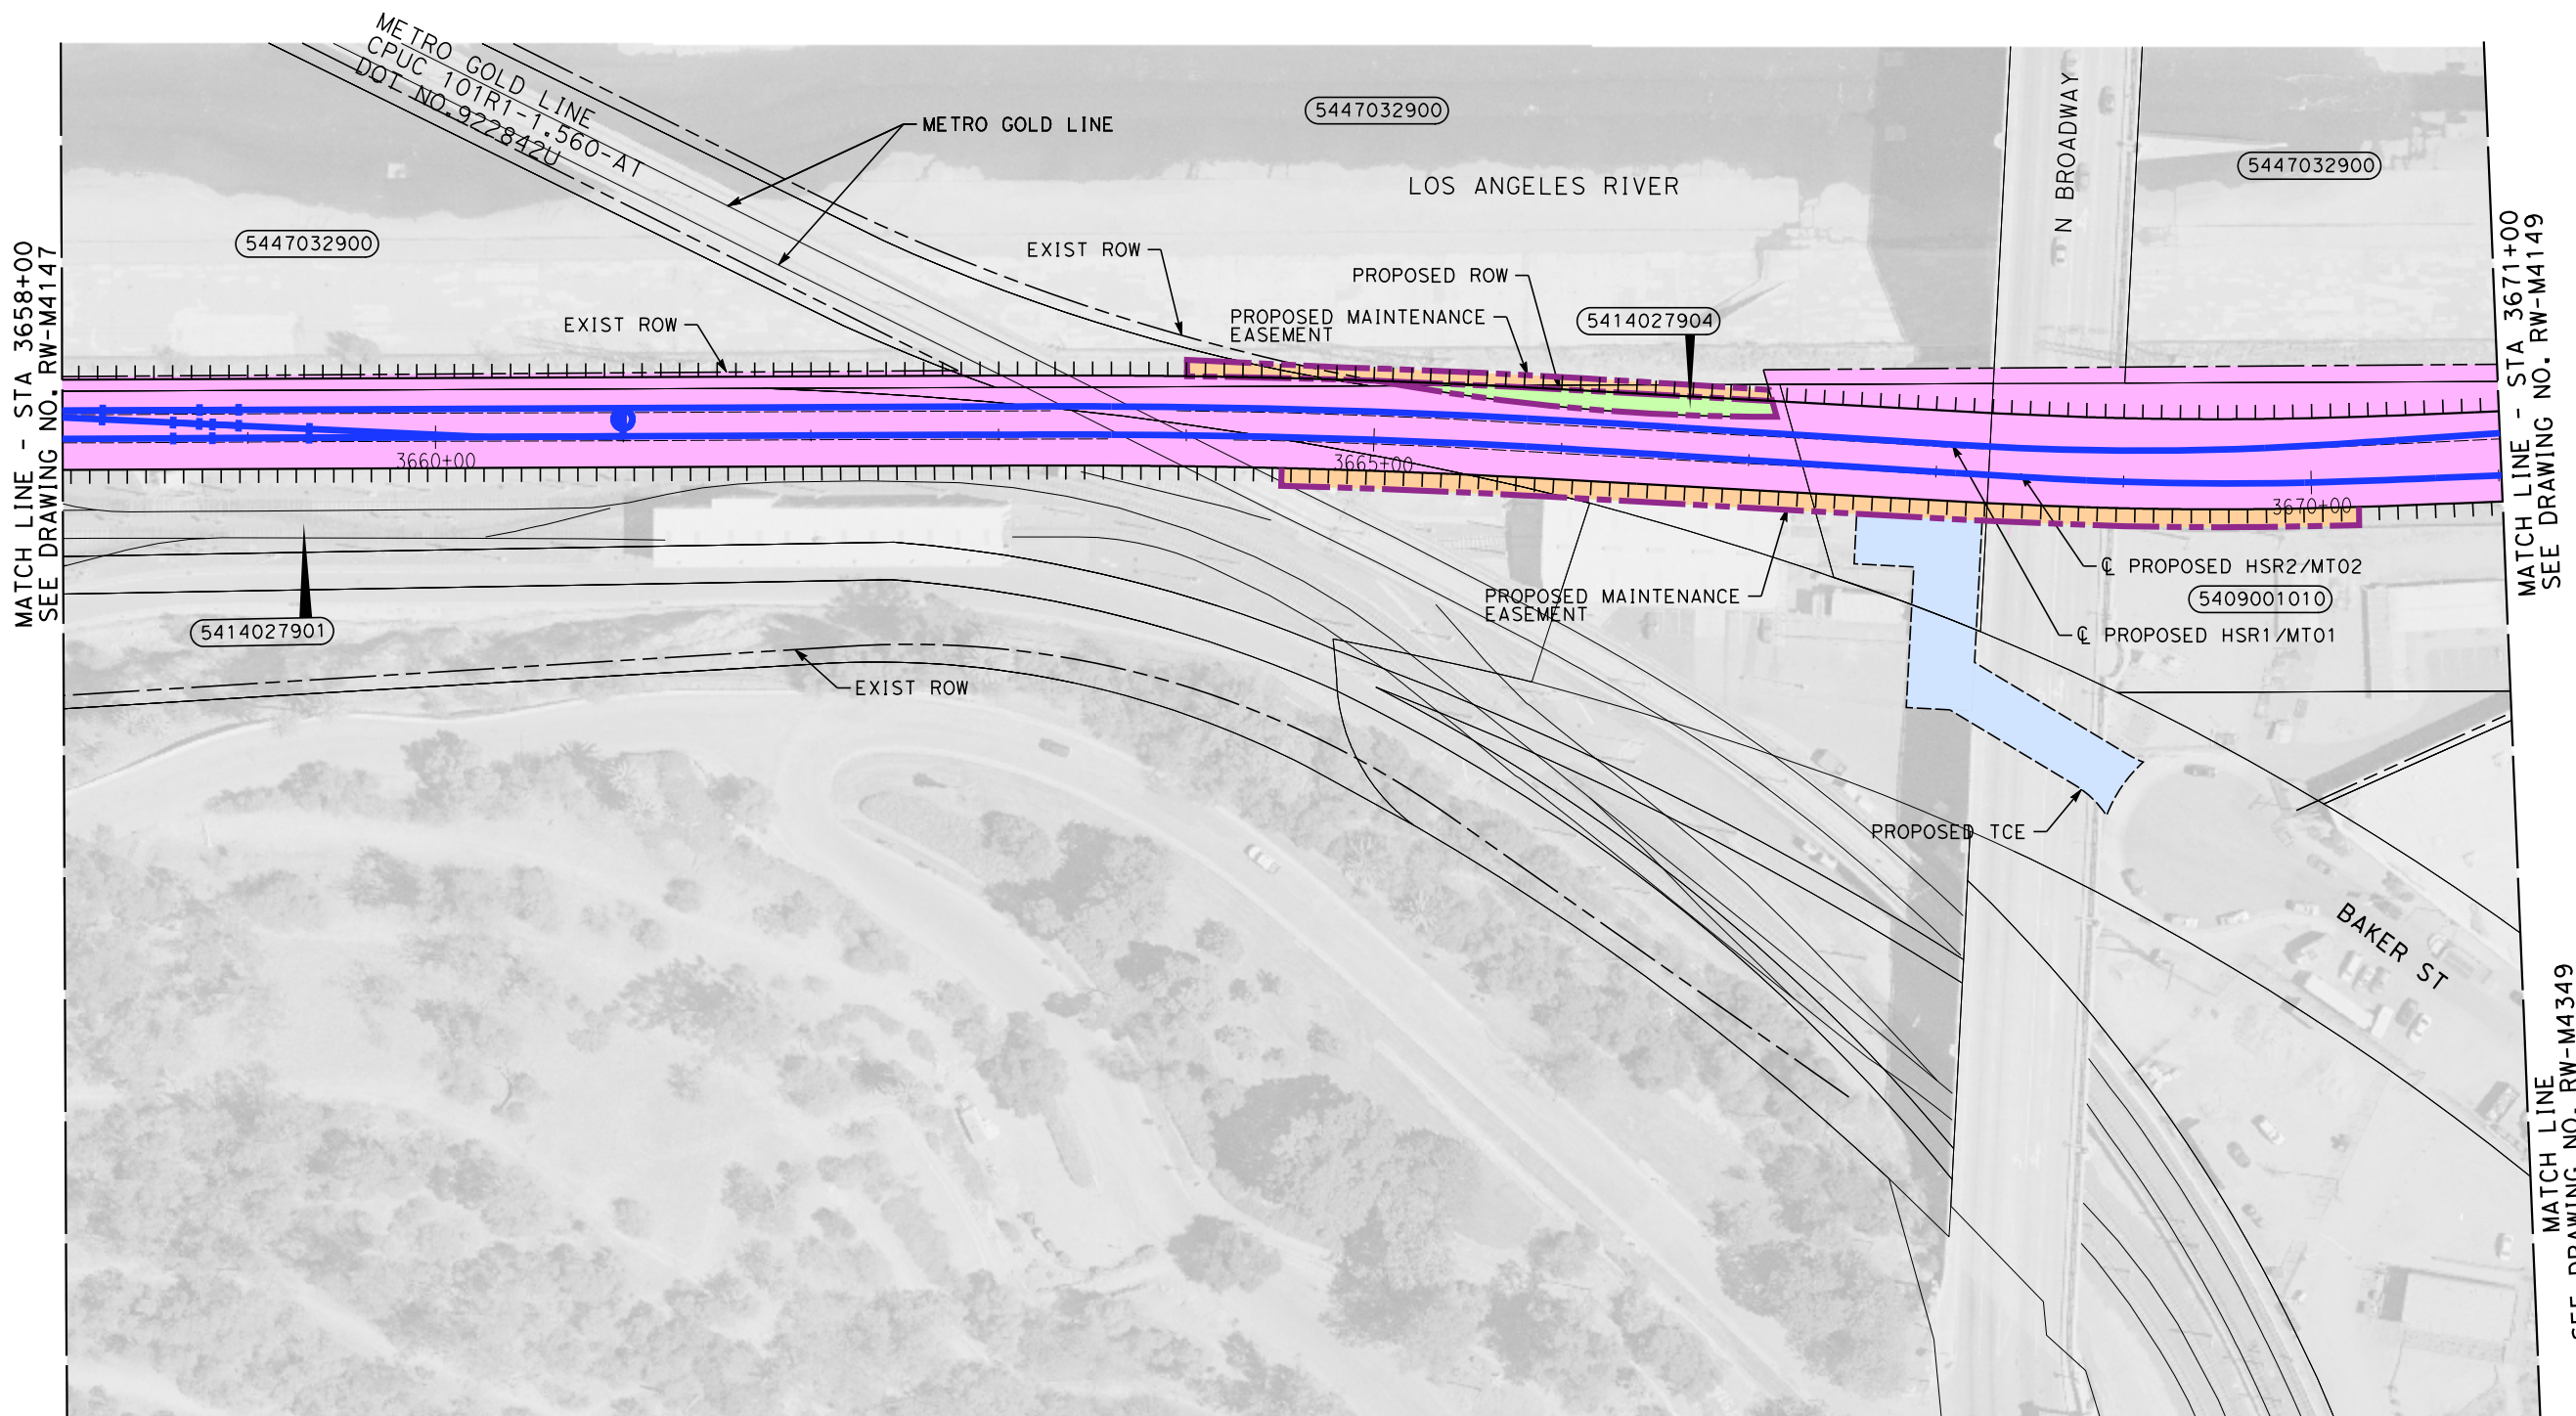 METRO GOLD LINE
CPUC 101R1-1.560-AT
DOT NO.922842U
METRO GOLD LINE
5447032900
LOS ANGELES RIVER
N BROADWAY
5447032900
5447032900
EXIST ROW
PROPOSED ROW
PROPOSED MAINTENANCE
EASEMENT
5414027904
EXIST ROW
MATCH LINE - STA 3658+00
SEE DRAWING NO. RW-M4147
MATCH LINE - STA 3671+00
SEE DRAWING NO. RW-M4149
3660+00
3665+00
3670+00
℄ PROPOSED HSR2/MT02
5409001010
℄ PROPOSED HSR1/MT01
PROPOSED MAINTENANCE
EASEMENT
5414027901
EXIST ROW
PROPOSED TCE
BAKER ST
MATCH LINE
SEE DRAWING NO. RW-M4349